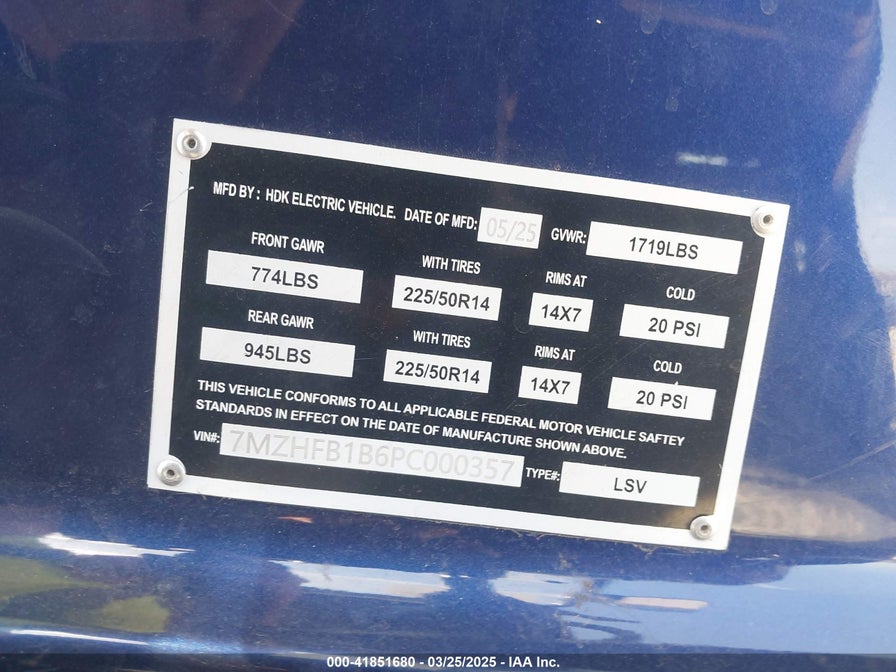 MFD BY: HDK ELECTRIC VEHICLE. DATE OF MFD: 05/25 GVWR: 1719LBS
FRONT GAWR WITH TIRES RIMS AT COLD
774LBS 225/50R14 14X7 20 PSI
REAR GAWR WITH TIRES RIMS AT COLD
945LBS 225/50R14 14X7 20 PSI
THIS VEHICLE CONFORMS TO ALL APPLICABLE FEDERAL MOTOR VEHICLE SAFTEY
STANDARDS IN EFFECT ON THE DATE OF MANUFACTURE SHOWN ABOVE.
VIN#: 7MZHFB1B6PC000357 TYPE#: LSV
000-41851680 - 03/25/2025 - IAA Inc.